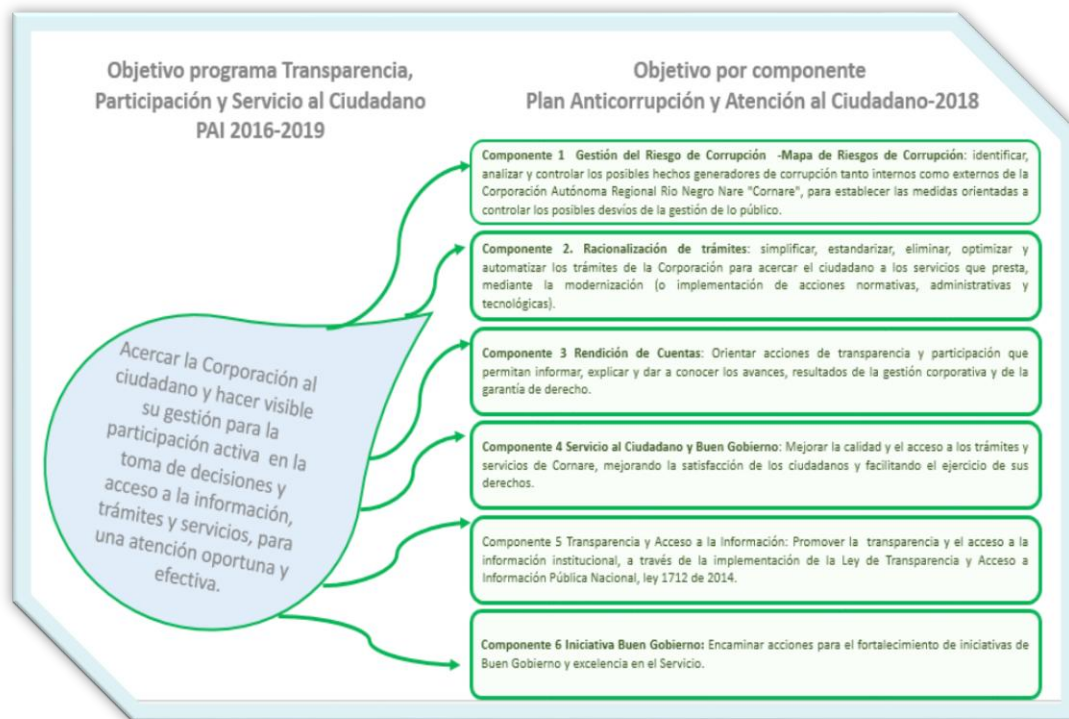 Objetivo programa Transparencia,
Participación y Servicio al Ciudadano
PAI 2016-2019
Objetivo por componente
Plan Anticorrupción y Atención al Ciudadano-2018
Acercar la Corporación al
ciudadano y hacer visible
su gestión para la
participación activa en la
toma de decisiones y
acceso a la información,
trámites y servicios, para
una atención oportuna y
efectiva.
Componente 1 Gestión del Riesgo de Corrupción -Mapa de Riesgos de Corrupción: identificar,
analizar y controlar los posibles hechos generadores de corrupción tanto internos como externos de la
Corporación Autónoma Regional Rio Negro Nare "Cornare", para establecer las medidas orientadas a
controlar los posibles desvíos de la gestión de lo público.
Componente 2. Racionalización de trámites: simplificar, estandarizar, eliminar, optimizar y
automatizar los trámites de la Corporación para acercar el ciudadano a los servicios que presta,
mediante la modernización (o implementación de acciones normativas, administrativas y
tecnológicas).
Componente 3 Rendición de Cuentas: Orientar acciones de transparencia y participación que
permitan informar, explicar y dar a conocer los avances, resultados de la gestión corporativa y de la
garantía de derecho.
Componente 4 Servicio al Ciudadano y Buen Gobierno: Mejorar la calidad y el acceso a los trámites y
servicios de Cornare, mejorando la satisfacción de los ciudadanos y facilitando el ejercicio de sus
derechos.
Componente 5 Transparencia y Acceso a la Información: Promover la transparencia y el acceso a la
información institucional, a través de la implementación de la Ley de Transparencia y Acceso a
Información Pública Nacional, ley 1712 de 2014.
Componente 6 Iniciativa Buen Gobierno: Encaminar acciones para el fortalecimiento de iniciativas de
Buen Gobierno y excelencia en el Servicio.